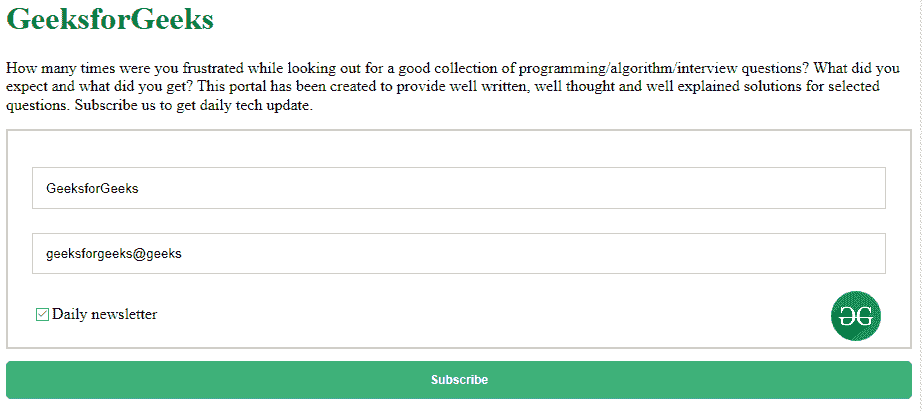 GeeksforGeeks
How many times were you frustrated while looking out for a good collection of programming/algorithm/interview questions? What did you
expect and what did you get? This portal has been created to provide well written, well thought and well explained solutions for selected
questions. Subscribe us to get daily tech update.
GeeksforGeeks
geeksforgeeks@geeks
Daily newsletter
Subscribe